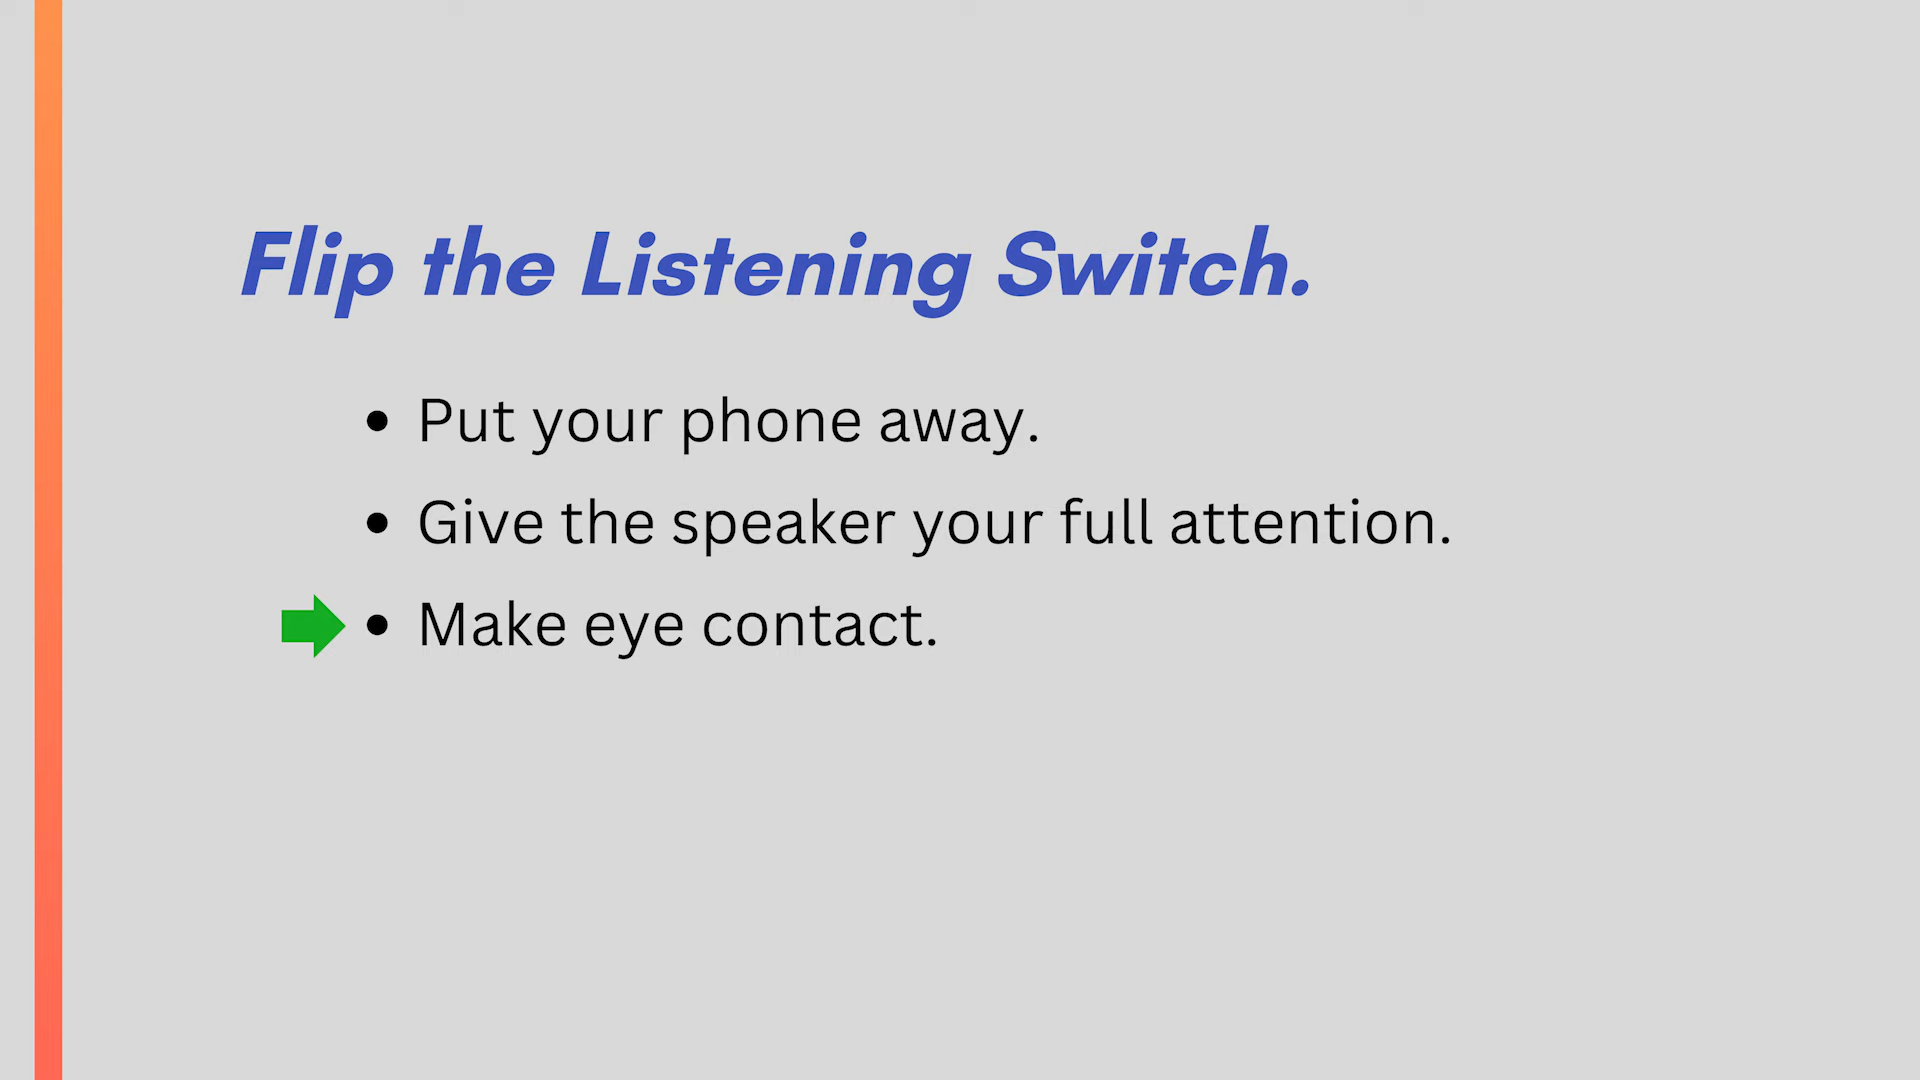 Flip the Listening Switch.
• Put your phone away.
• Give the speaker your full attention.
• Make eye contact.